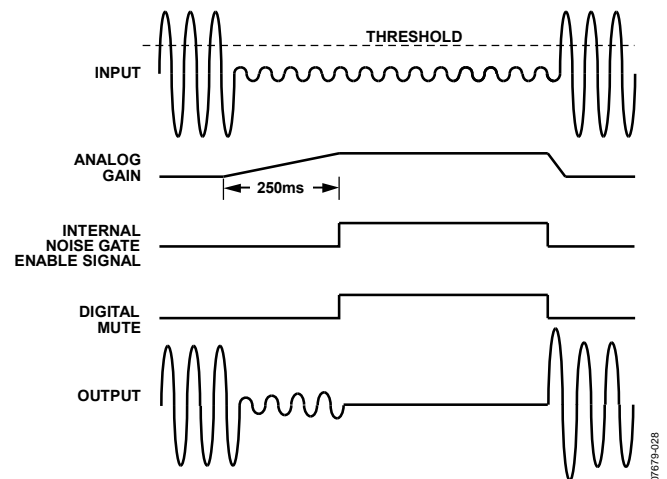 THRESHOLD
INPUT
ANALOG
GAIN
250ms
INTERNAL
NOISE GATE
ENABLE SIGNAL
DIGITAL
MUTE
OUTPUT
07679-028